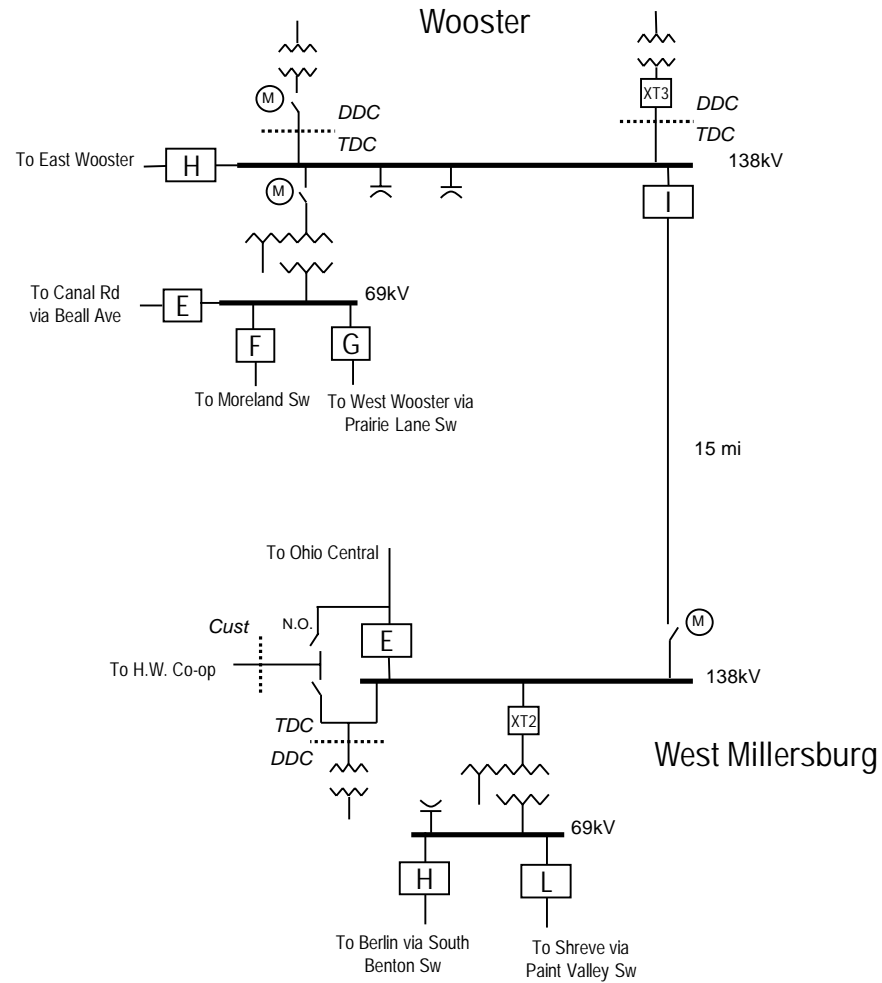 Wooster
XT3
M
DDC
TDC
DDC
TDC
To East Wooster
H
138kV
M
I
To Canal Rd
via Beall Ave
E
69kV
F
G
To Moreland Sw
To West Wooster via
Prairie Lane Sw
15 mi
To Ohio Central
Cust
N.O.
E
M
To H.W. Co-op
138kV
TDC
DDC
XT2
West Millersburg
69kV
H
L
To Berlin via South
Benton Sw
To Shreve via
Paint Valley Sw